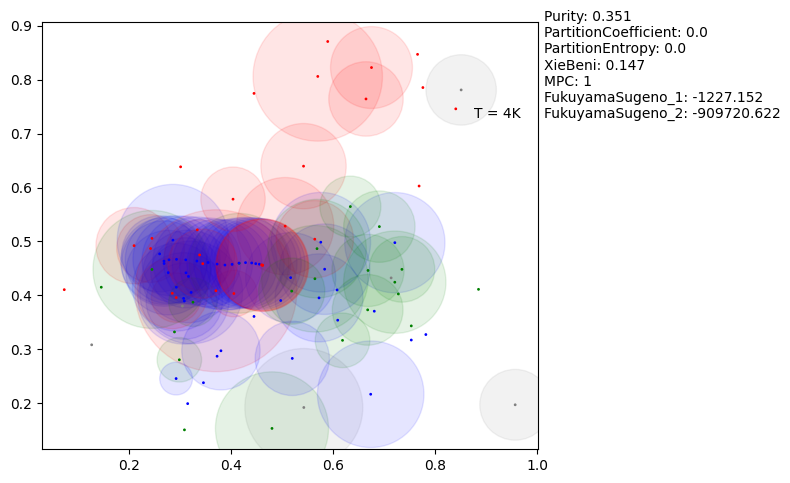 Purity: 0.351
PartitionCoefficient: 0.0
PartitionEntropy: 0.0
XieBeni: 0.147
MPC: 1
FukuyamaSugeno_1: -1227.152
FukuyamaSugeno_2: -909720.622
T = 4K
0.9
0.8
0.7
0.6
0.5
0.4
0.3
0.2
0.2 0.4 0.6 0.8 1.0